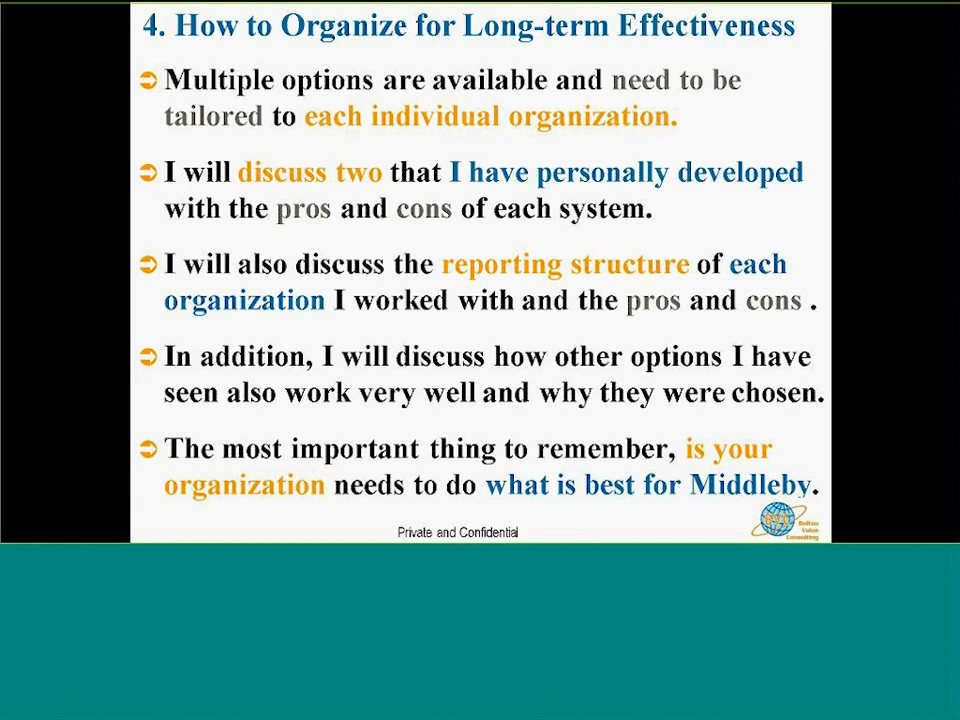 4. How to Organize for Long-term Effectiveness
Multiple options are available and need to be
tailored to each individual organization.
I will discuss two that I have personally developed
with the pros and cons of each system.
I will also discuss the reporting structure of each
organization I worked with and the pros and cons .
In addition, I will discuss how other options I have
seen also work very well and why they were chosen.
The most important thing to remember, is your
organization needs to do what is best for Middleby.
Private and Confidential
BVC
Value
Consulting